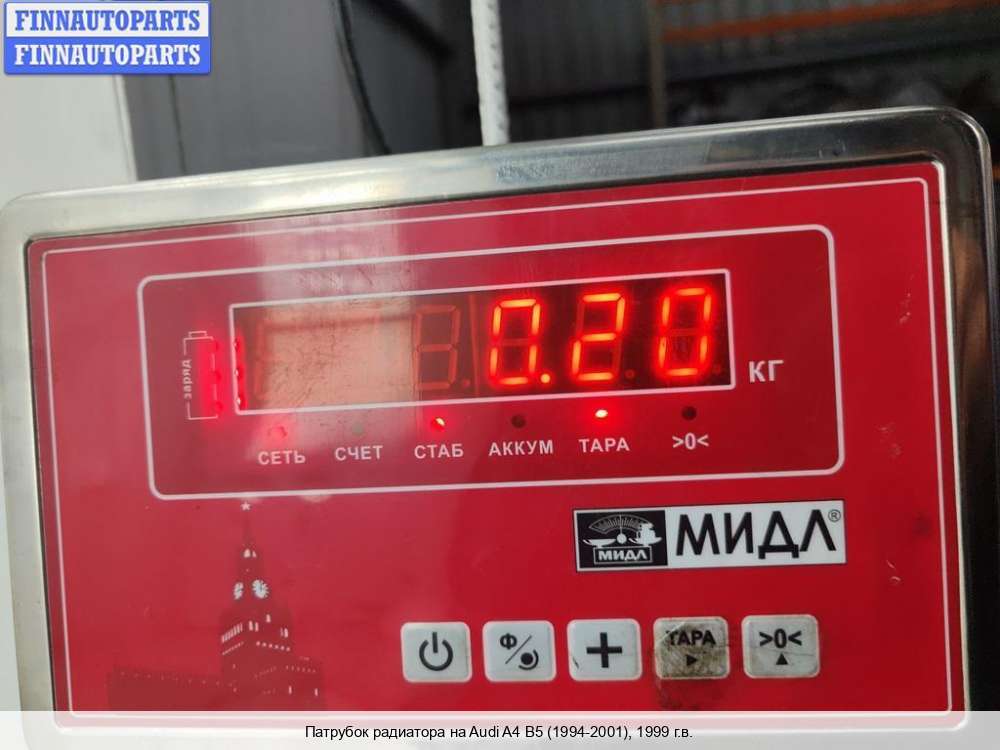 FINNAUTOPARTS
FINNAUTOPARTS
0.20
КГ
заряд
СЕТЬ СЧЕТ СТАБ АККУМ ТАРА >0<
МИДЛ МИДЛ®
Ф ТАРА >0<
Патрубок радиатора на Audi A4 B5 (1994-2001), 1999 г.в.